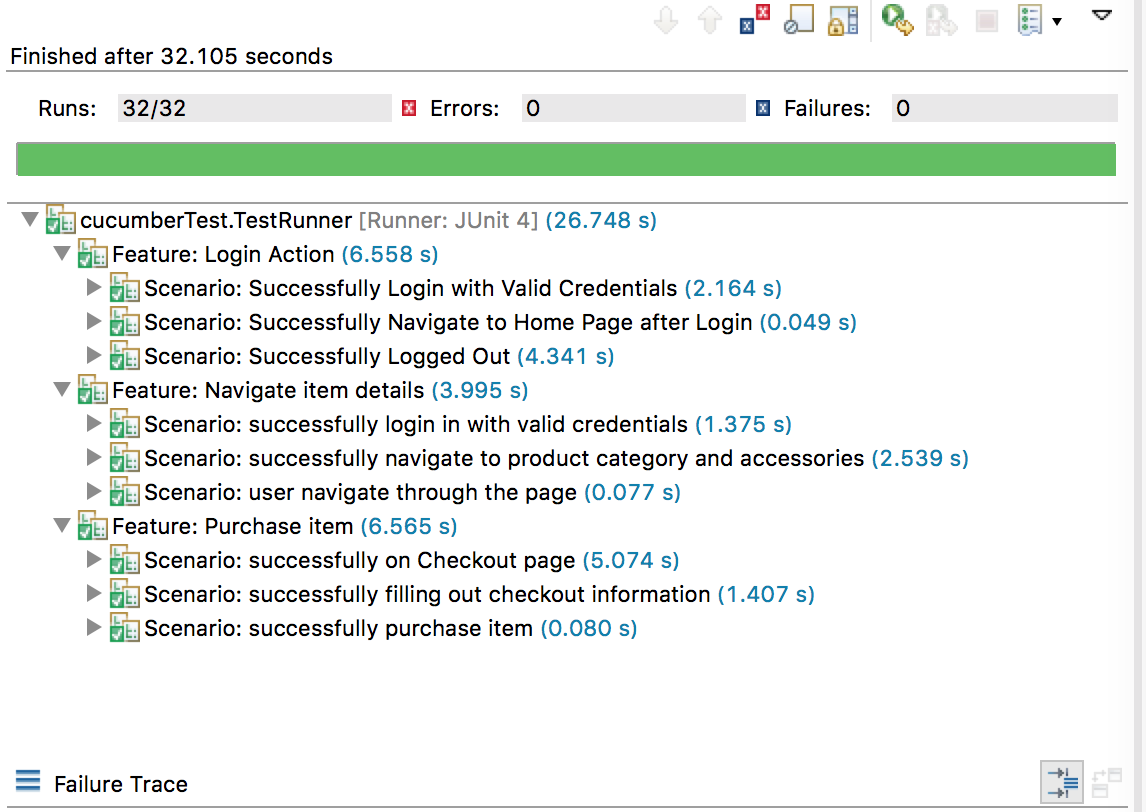 Finished after 32.105 seconds
Runs: 32/32 Errors: 0 Failures: 0
cucumberTest.TestRunner [Runner: JUnit 4] (26.748 s)
Feature: Login Action (6.558 s)
Scenario: Successfully Login with Valid Credentials (2.164 s)
Scenario: Successfully Navigate to Home Page after Login (0.049 s)
Scenario: Successfully Logged Out (4.341 s)
Feature: Navigate item details (3.995 s)
Scenario: successfully login in with valid credentials (1.375 s)
Scenario: successfully navigate to product category and accessories (2.539 s)
Scenario: user navigate through the page (0.077 s)
Feature: Purchase item (6.565 s)
Scenario: successfully on Checkout page (5.074 s)
Scenario: successfully filling out checkout information (1.407 s)
Scenario: successfully purchase item (0.080 s)
Failure Trace